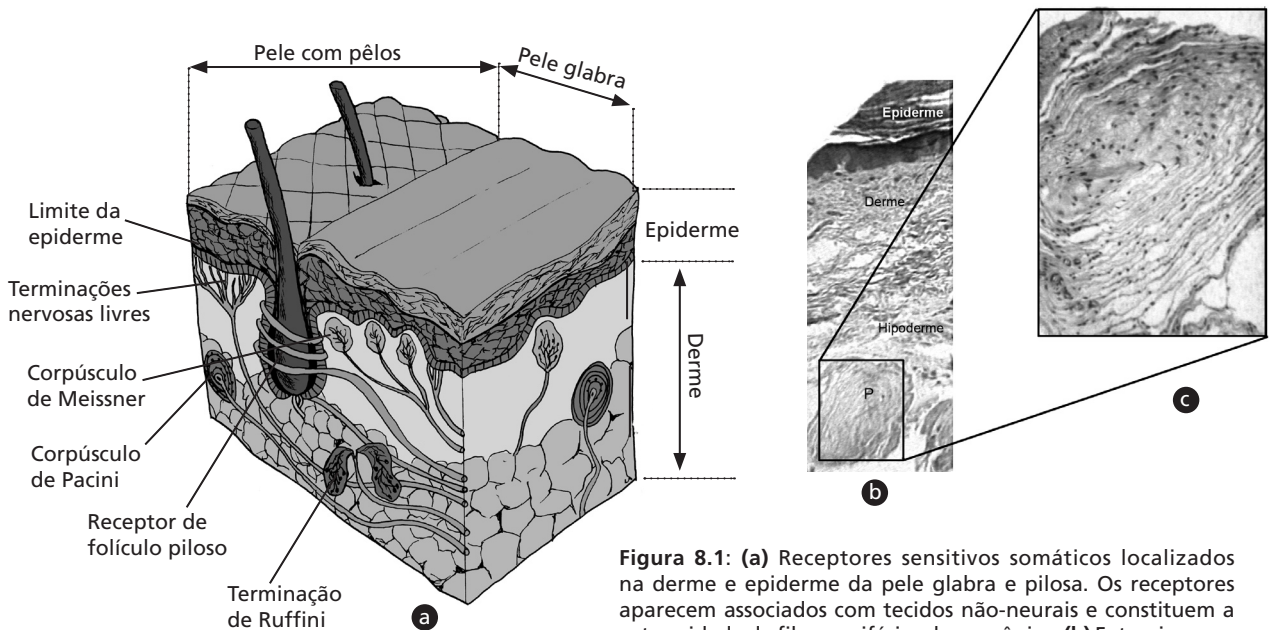 Pele com pêlos
Pele glabra
Limite da
epiderme
Terminações
nervosas livres
Corpúsculo
de Meissner
Corpúsculo
de Pacini
Receptor de
folículo piloso
Terminação
de Ruffini
Epiderme
Derme
a
Epiderme
Derme
Hipoderme
P
b
c
Figura 8.1: (a) Receptores sensitivos somáticos localizados
na derme e epiderme da pele glabra e pilosa. Os receptores
aparecem associados com tecidos não-neurais e constituem a